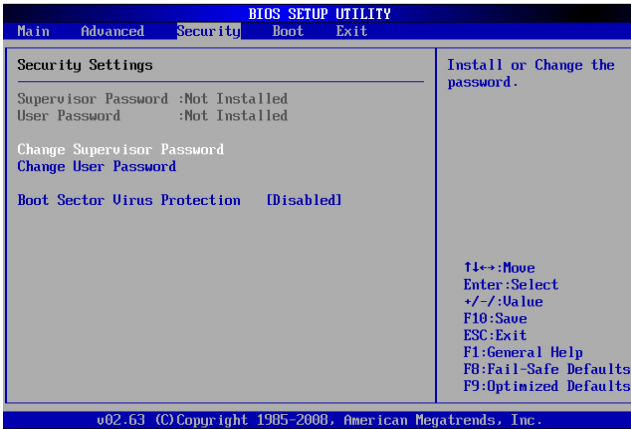 BIOS SETUP UTILITY
Main Advanced Security Boot Exit
Security Settings
Supervisor Password :Not Installed
User Password :Not Installed
Change Supervisor Password
Change User Password
Boot Sector Virus Protection [Disabled]
Install or Change the
password.
↑↓↔:Move
Enter:Select
+/-/:Value
F10:Save
ESC:Exit
F1:General Help
F8:Fail-Safe Defaults
F9:Optimized Defaults
v02.63 (C)Copyright 1985-2008, American Megatrends, Inc.